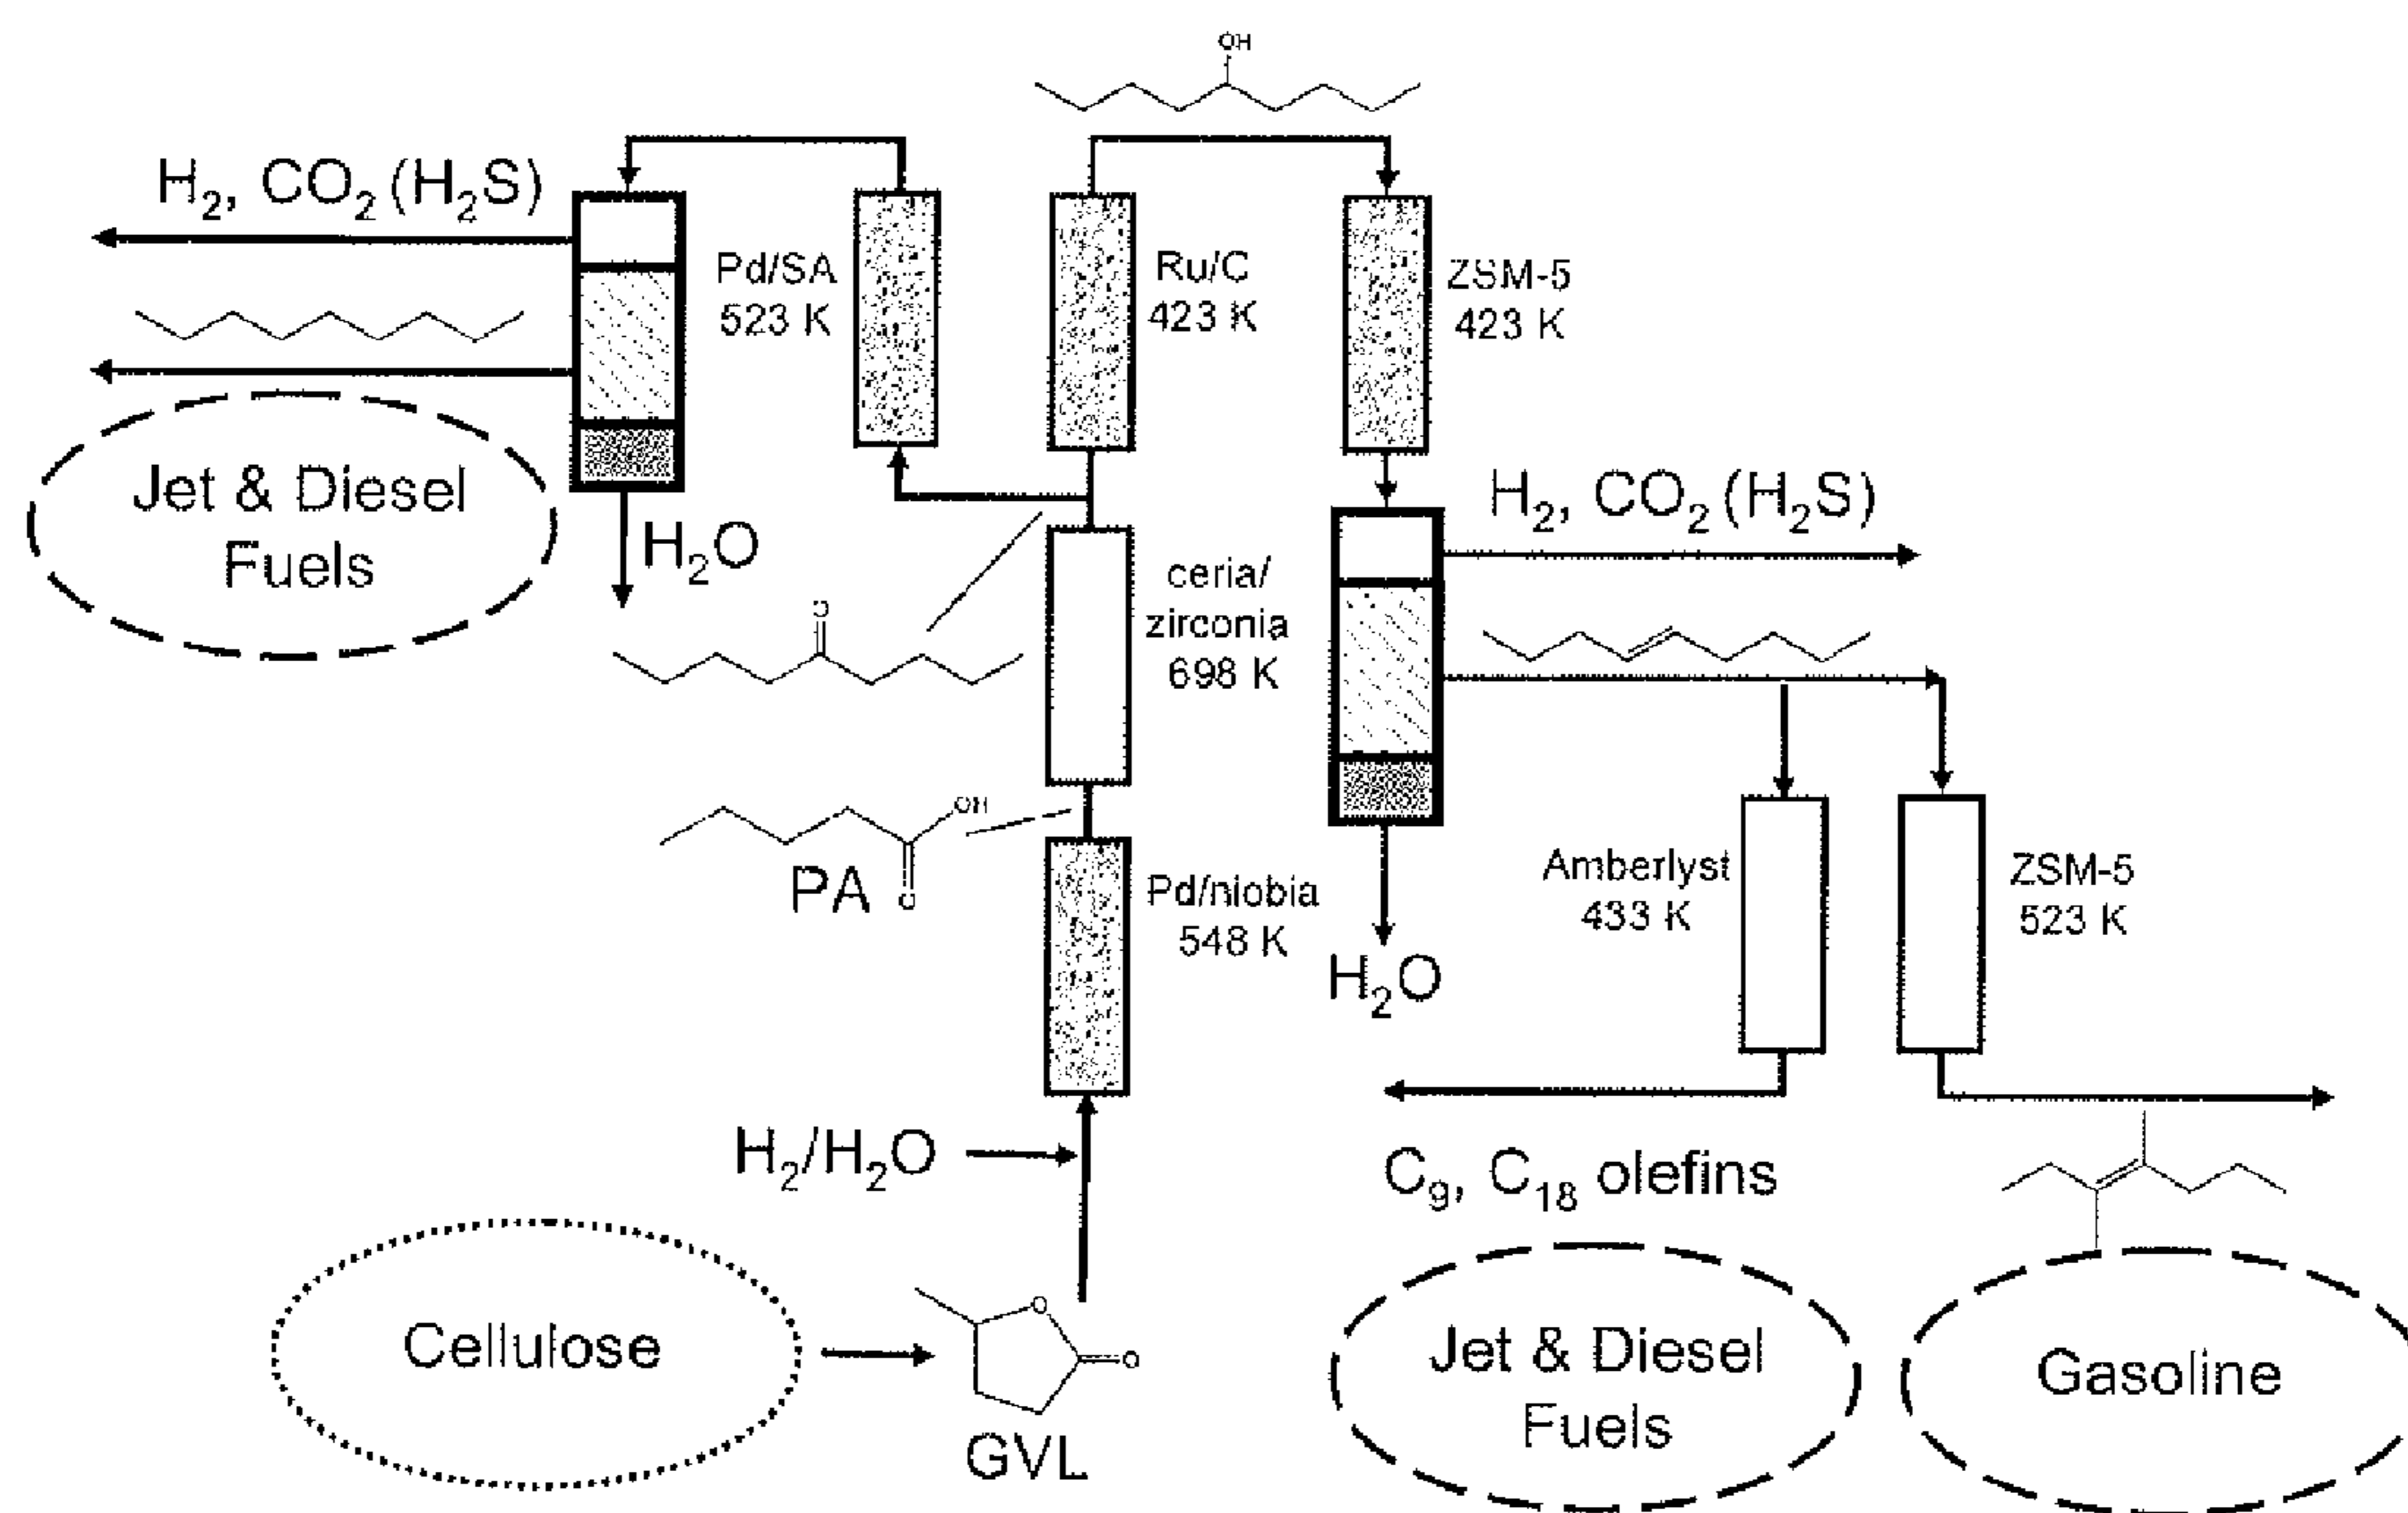 OH
H₂, CO₂ (H₂S)
Pd/SA
523 K
Ru/C
423 K
ZSM-5
423 K
Jet & Diesel
Fuels
H₂O
H₂, CO₂ (H₂S)
ceria/
zirconia
698 K
O
OH
O
PA
Pd/niobia
548 K
Amberlyst
433 K
ZSM-5
523 K
H₂O
H₂/H₂O
C₉, C₁₈ olefins
Cellulose
O
O
GVL
Jet & Diesel
Fuels
Gasoline